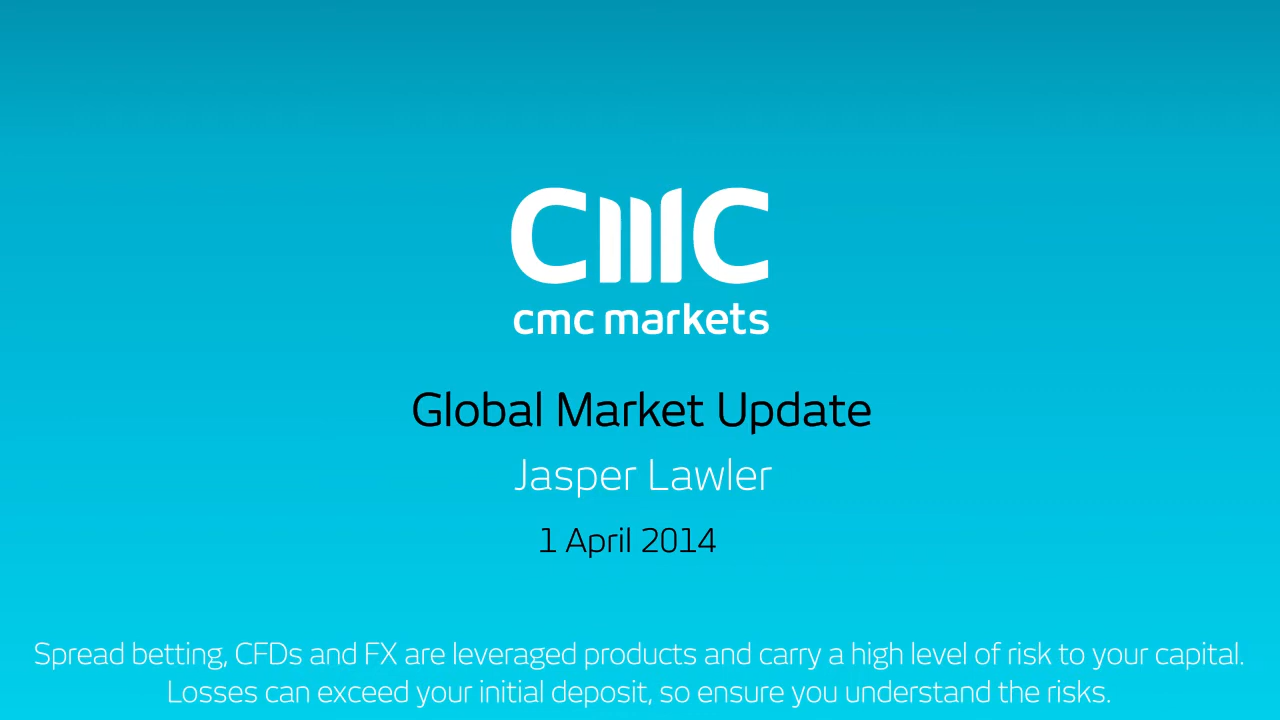 CMC
cmc markets
Global Market Update
Jasper Lawler
1 April 2014
Spread betting, CFDs and FX are leveraged products and carry a high level of risk to your capital.
Losses can exceed your initial deposit, so ensure you understand the risks.